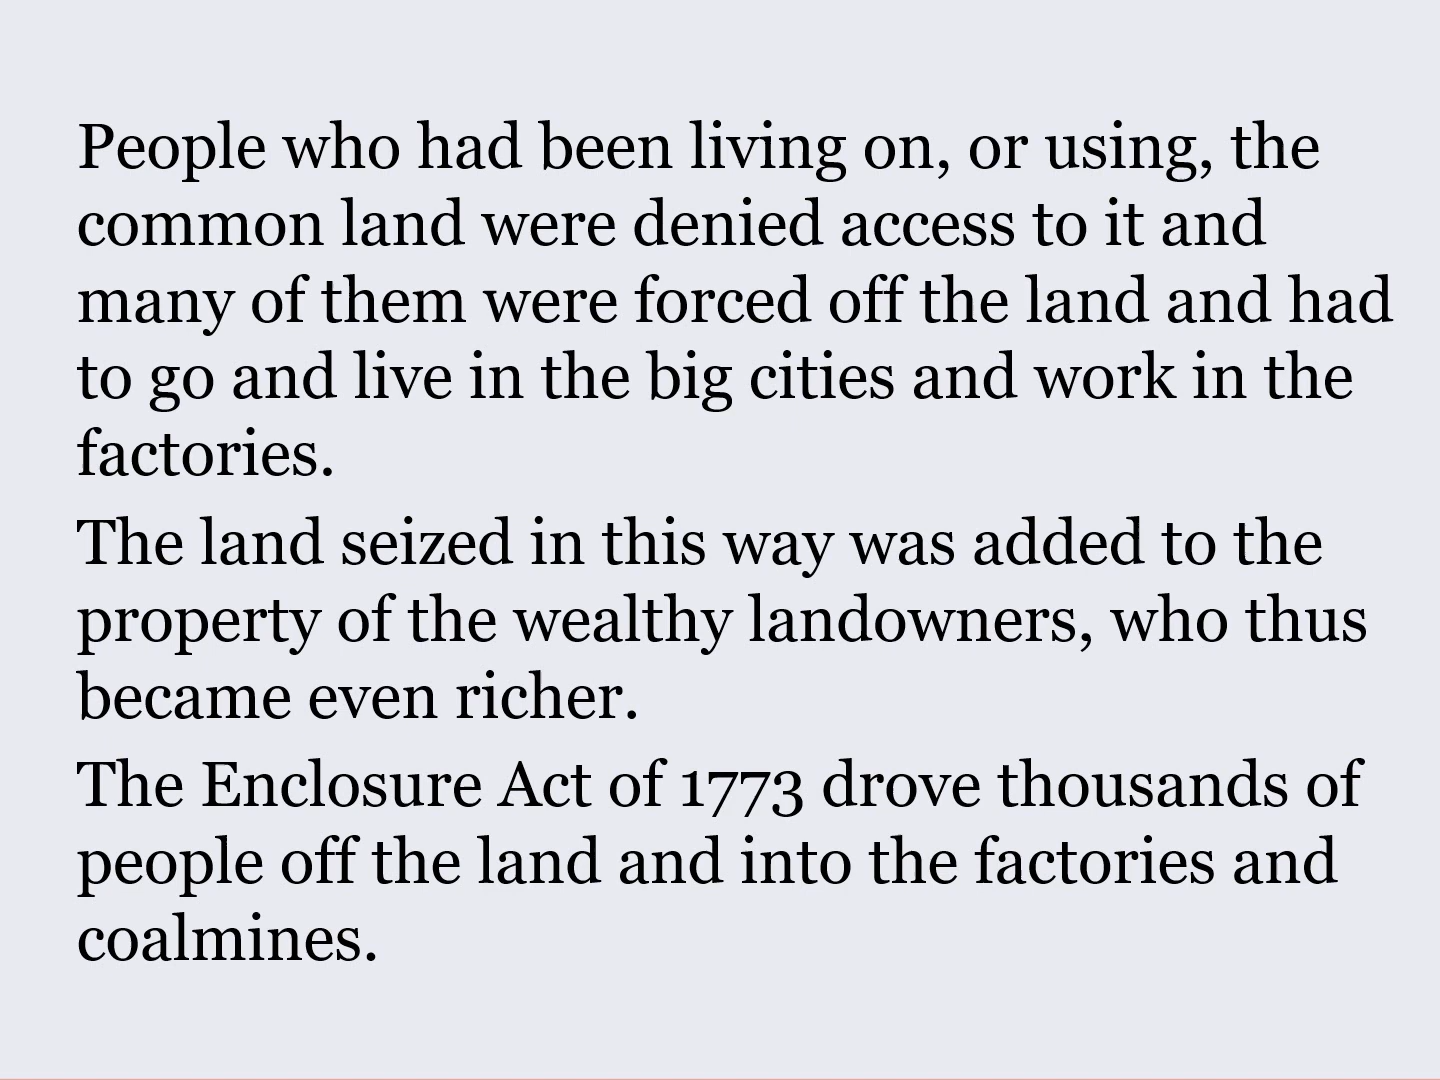 People who had been living on, or using, the
common land were denied access to it and
many of them were forced off the land and had
to go and live in the big cities and work in the
factories.
The land seized in this way was added to the
property of the wealthy landowners, who thus
became even richer.
The Enclosure Act of 1773 drove thousands of
people off the land and into the factories and
coalmines.